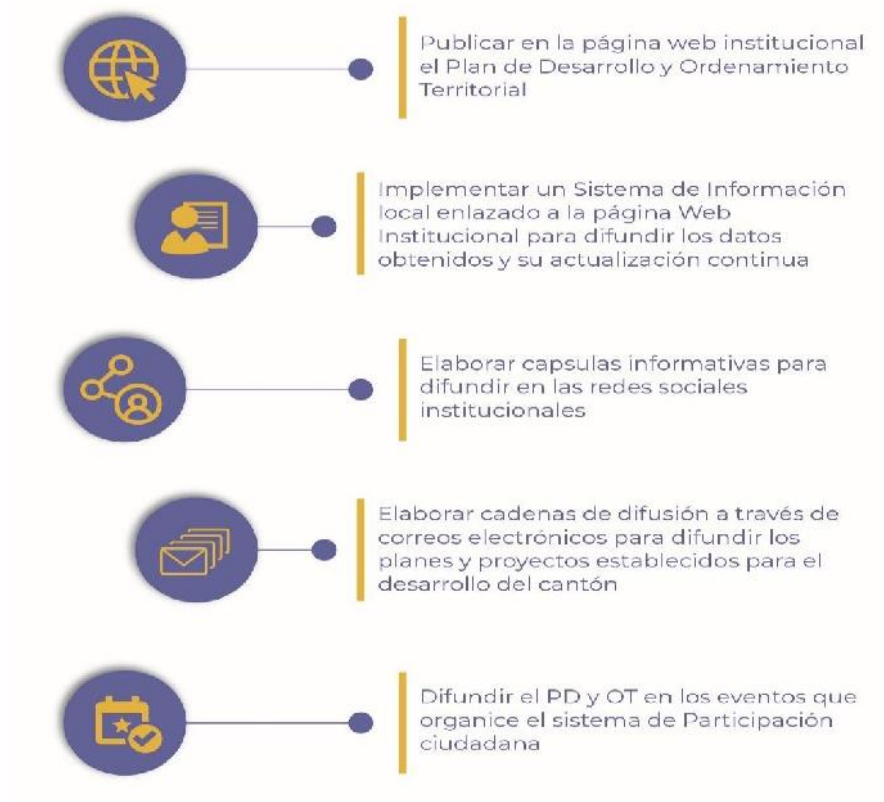 Publicar en la página web institucional
el Plan de Desarrollo y Ordenamiento
Territorial
Implementar un Sistema de Información
local enlazado a la página Web
Institucional para difundir los datos
obtenidos y su actualización continua
Elaborar capsulas informativas para
difundir en las redes sociales
institucionales
Elaborar cadenas de difusión a través de
correos electrónicos para difundir los
planes y proyectos establecidos para el
desarrollo del cantón
Difundir el PD y OT en los eventos que
organice el sistema de Participación
ciudadana